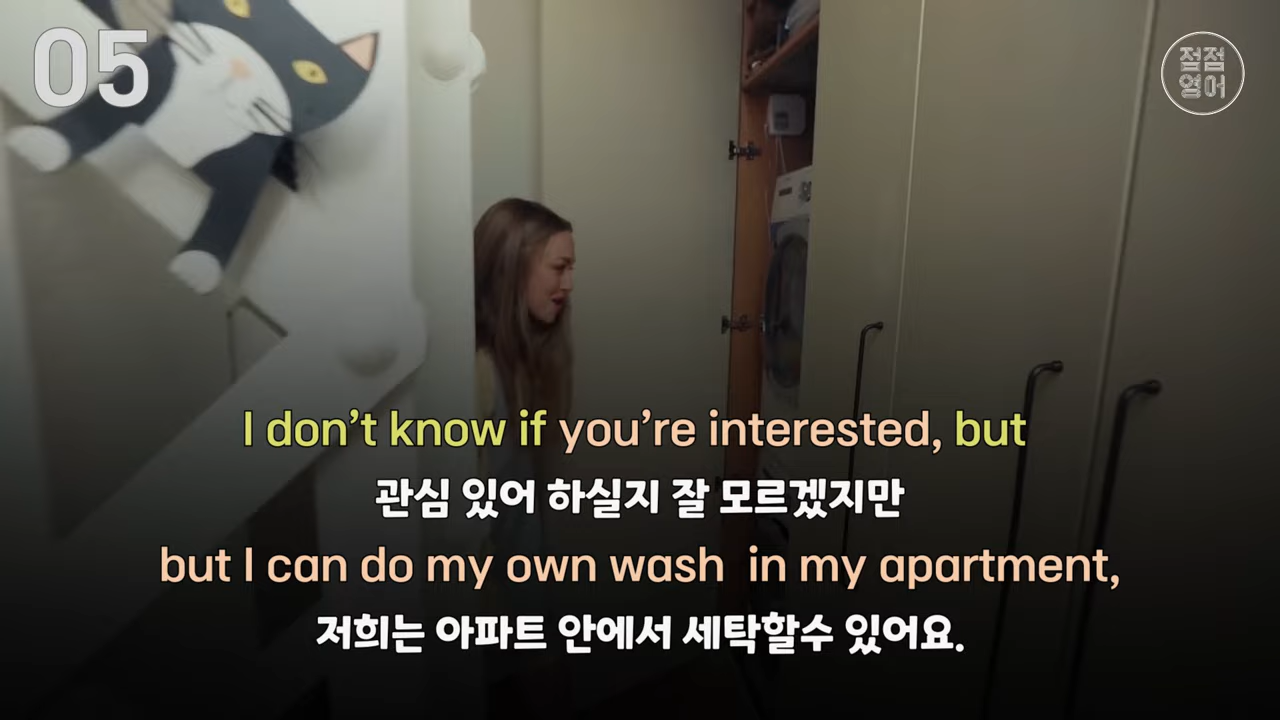 05
점점
영어
I don't know if you're interested, but
관심 있어 하실지 잘 모르겠지만
but I can do my own wash  in my apartment,
저희는 아파트 안에서 세탁할수 있어요.